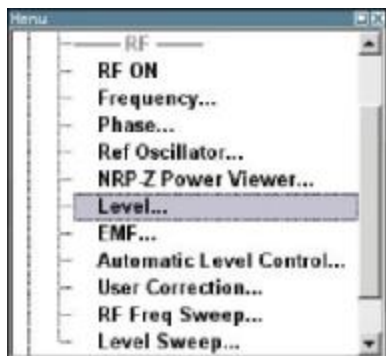 Menu
RF
RF ON
Frequency...
Phase...
Ref Oscillator...
NRP-Z Power Viewer...
Level...
EMF...
Automatic Level Control...
User Correction...
RF Freq Sweep...
Level Sweep...